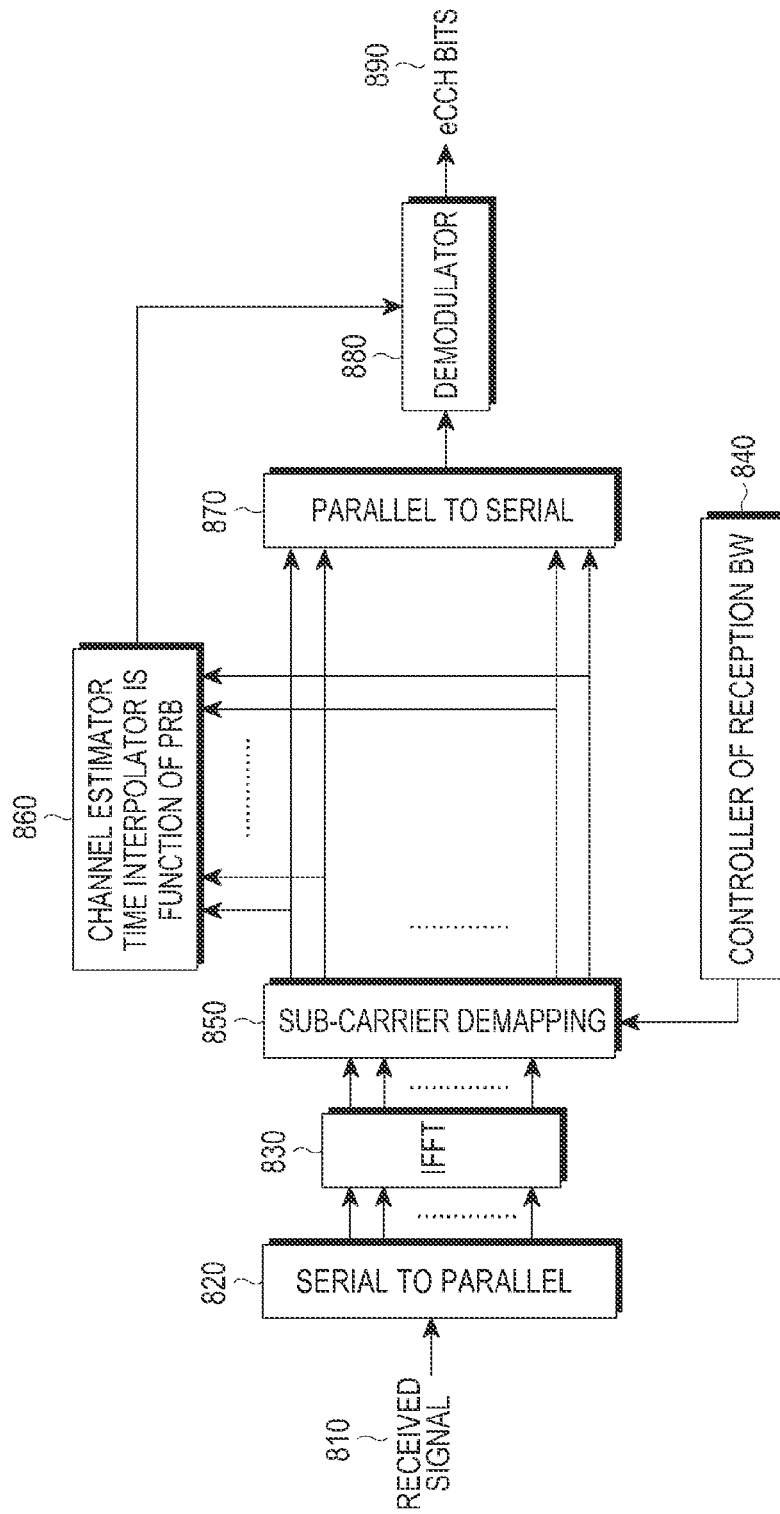 810
RECEIVED
SIGNAL
820
SERIAL TO PARALLEL
830
IFFT
840
CONTROLLER OF RECEPTION BW
850
SUB-CARRIER DEMAPPING
860
CHANNEL ESTIMATOR
TIME INTERPOLATOR IS
FUNCTION OF PRB
870
PARALLEL TO SERIAL
880
DEMODULATOR
890
eCCH BITS